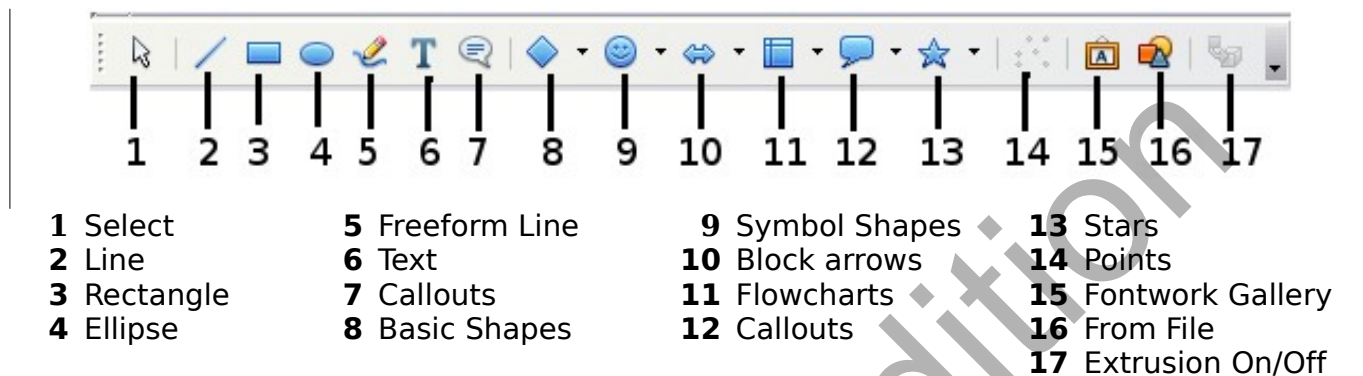 1 2 3 4 5 6 7 8 9 10 11 12 13 14 15 16 17
1 Select
2 Line
3 Rectangle
4 Ellipse
5 Freeform Line
6 Text
7 Callouts
8 Basic Shapes
9 Symbol Shapes
10 Block arrows
11 Flowcharts
12 Callouts
13 Stars
14 Points
15 Fontwork Gallery
16 From File
17 Extrusion On/Off
dition